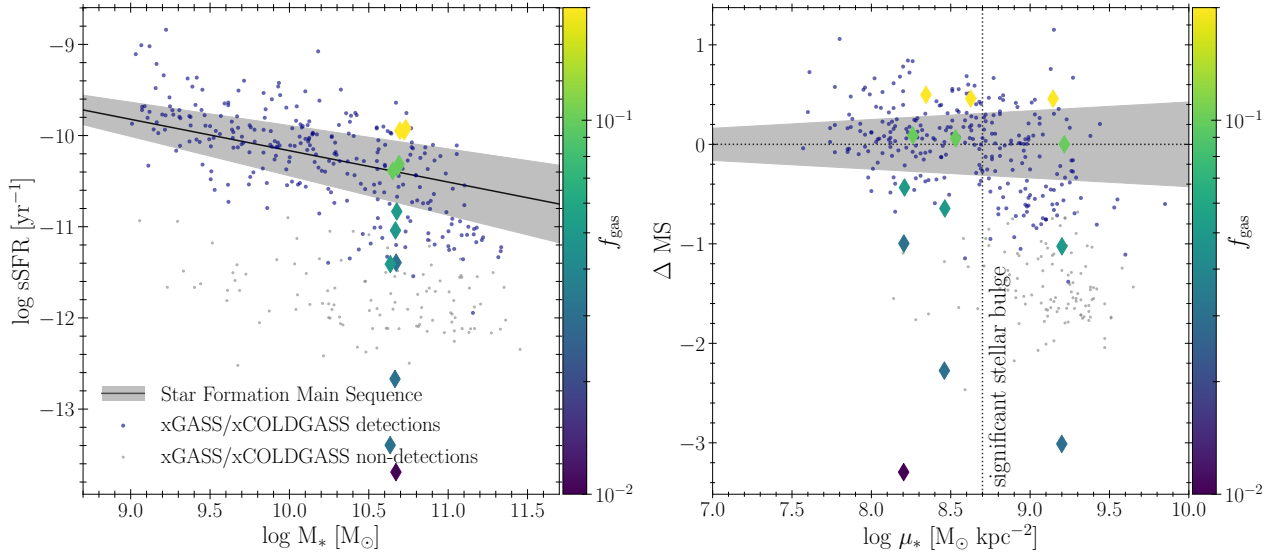 −9
−10
−11
−12
−13
log sSFR [yr⁻¹]
9.0 9.5 10.0 10.5 11.0 11.5
log M∗ [M⊙]
Star Formation Main Sequence
xGASS/xCOLDGASS detections
xGASS/xCOLDGASS non-detections
10⁻¹
10⁻²
f_gas
1
0
−1
−2
−3
Δ MS
7.0 7.5 8.0 8.5 9.0 9.5 10.0
log μ∗ [M⊙ kpc⁻²]
significant stellar bulge
10⁻¹
10⁻²
f_gas